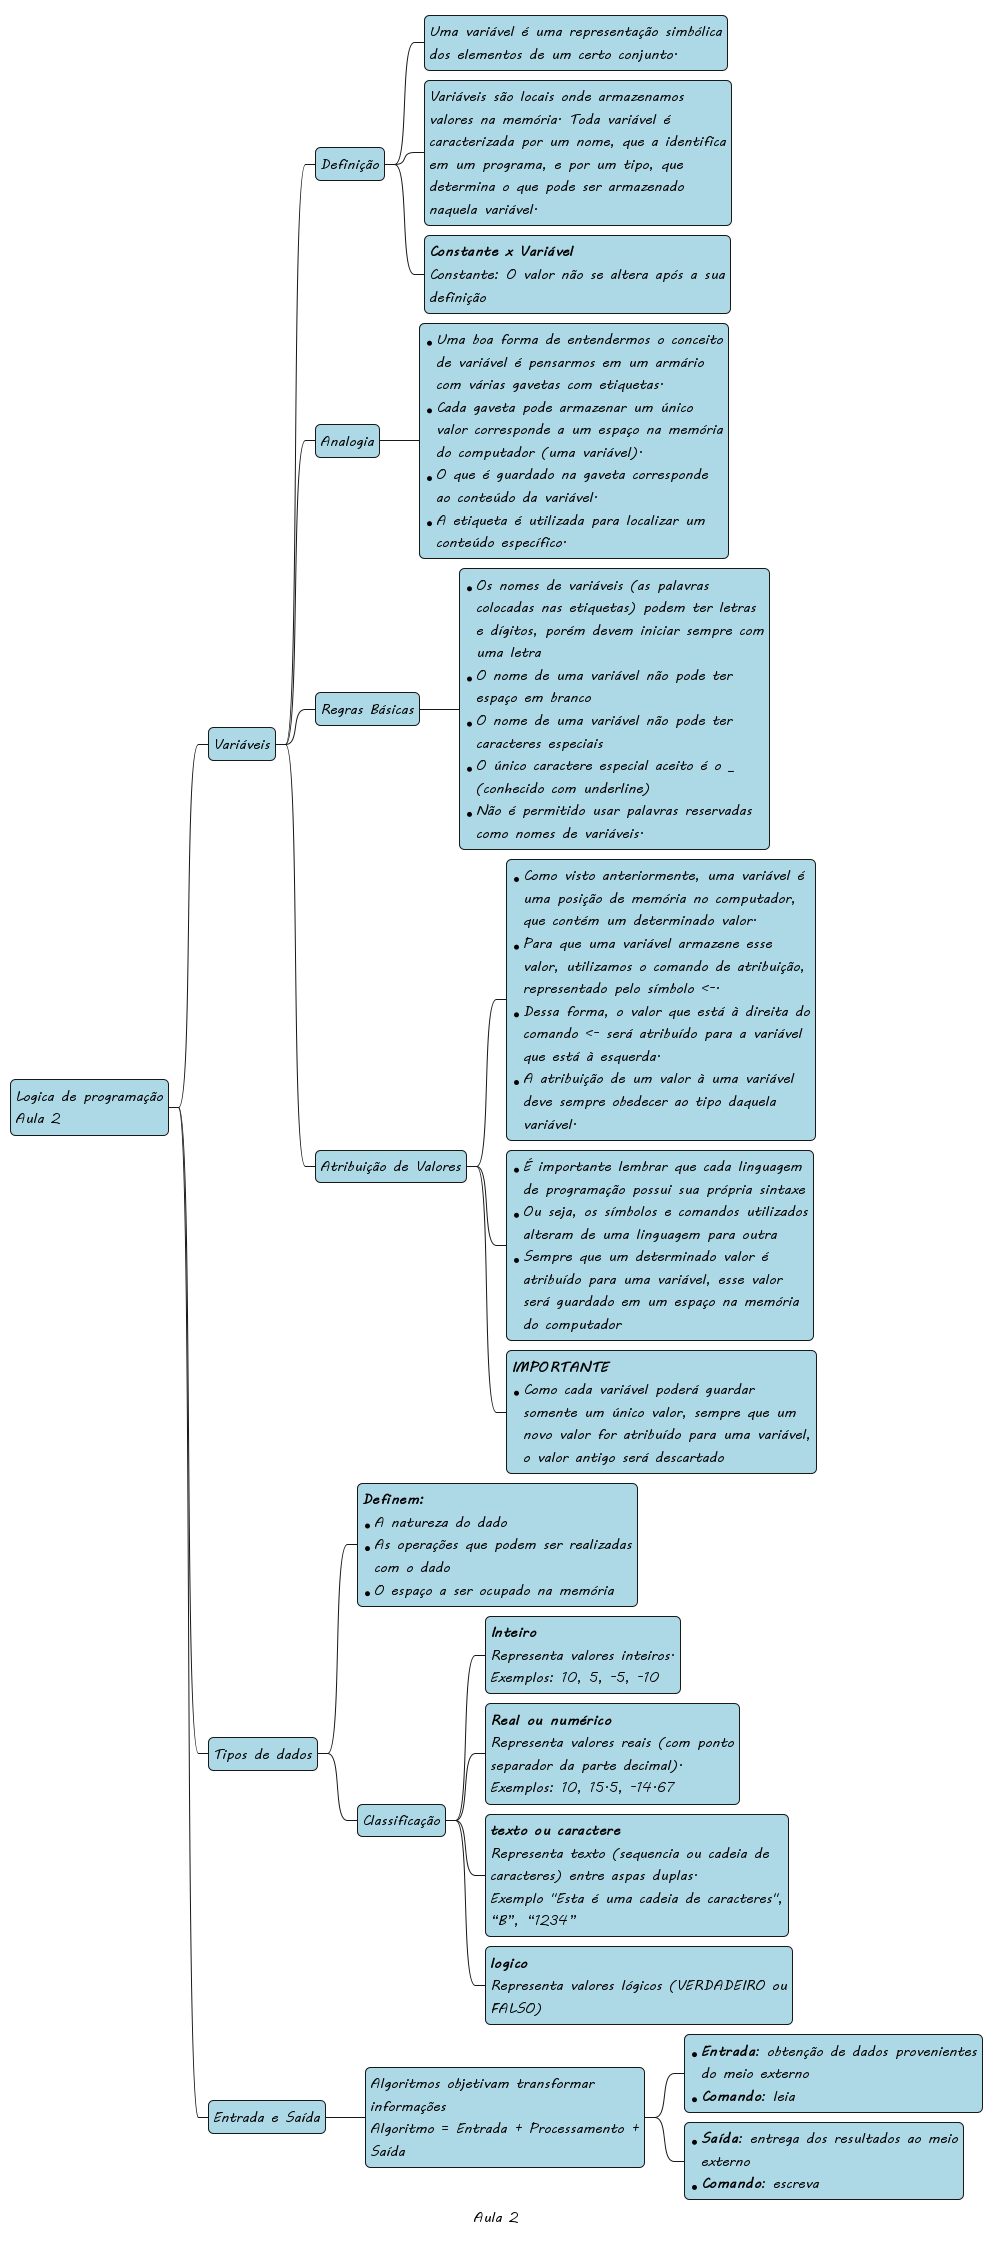 Uma variável é uma representação simbólica
dos elementos de um certo conjunto.
Variáveis são locais onde armazenamos
valores na memória. Toda variável é
caracterizada por um nome, que a identifica
em um programa, e por um tipo, que
determina o que pode ser armazenado
naquela variável.
Definição
Constante x Variável
Constante: O valor não se altera após a sua
definição
• Uma boa forma de entendermos o conceito
de variável é pensarmos em um armário
com várias gavetas com etiquetas.
• Cada gaveta pode armazenar um único
valor corresponde a um espaço na memória
do computador (uma variável).
• O que é guardado na gaveta corresponde
ao conteúdo da variável.
• A etiqueta é utilizada para localizar um
conteúdo específico.
Analogia
• Os nomes de variáveis (as palavras
colocadas nas etiquetas) podem ter letras
e dígitos, porém devem iniciar sempre com
uma letra
• O nome de uma variável não pode ter
espaço em branco
• O nome de uma variável não pode ter
caracteres especiais
• O único caractere especial aceito é o _
(conhecido com underline)
• Não é permitido usar palavras reservadas
como nomes de variáveis.
Regras Básicas
Variáveis
• Como visto anteriormente, uma variável é
uma posição de memória no computador,
que contém um determinado valor.
• Para que uma variável armazene esse
valor, utilizamos o comando de atribuição,
representado pelo símbolo <-.
• Dessa forma, o valor que está à direita do
comando <- será atribuído para a variável
que está à esquerda.
• A atribuição de um valor à uma variável
deve sempre obedecer ao tipo daquela
variável.
Logica de programação
Aula 2
Atribuição de Valores
• É importante lembrar que cada linguagem
de programação possui sua própria sintaxe
• Ou seja, os símbolos e comandos utilizados
alteram de uma linguagem para outra
• Sempre que um determinado valor é
atribuído para uma variável, esse valor
será guardado em um espaço na memória
do computador
IMPORTANTE
• Como cada variável poderá guardar
somente um único valor, sempre que um
novo valor for atribuído para uma variável,
o valor antigo será descartado
Definem:
• A natureza do dado
• As operações que podem ser realizadas
com o dado
• O espaço a ser ocupado na memória
Tipos de dados
Classificação
Inteiro
Representa valores inteiros.
Exemplos: 10, 5, -5, -10
Real ou numérico
Representa valores reais (com ponto
separador da parte decimal).
Exemplos: 10, 15.5, -14.67
texto ou caractere
Representa texto (sequencia ou cadeia de
caracteres) entre aspas duplas.
Exemplo "Esta é uma cadeia de caracteres",
“B”, “1234”
logico
Representa valores lógicos (VERDADEIRO ou
FALSO)
Entrada e Saída
Algoritmos objetivam transformar
informações
Algoritmo = Entrada + Processamento +
Saída
• Entrada: obtenção de dados provenientes
do meio externo
• Comando: leia
• Saída: entrega dos resultados ao meio
externo
• Comando: escreva
Aula 2